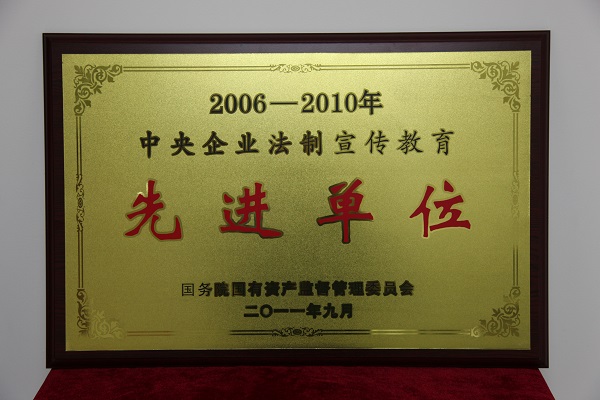 2006—2010年
中央企业法制宣传教育
先进单位
国务院国有资产监督管理委员会
二〇一一年九月